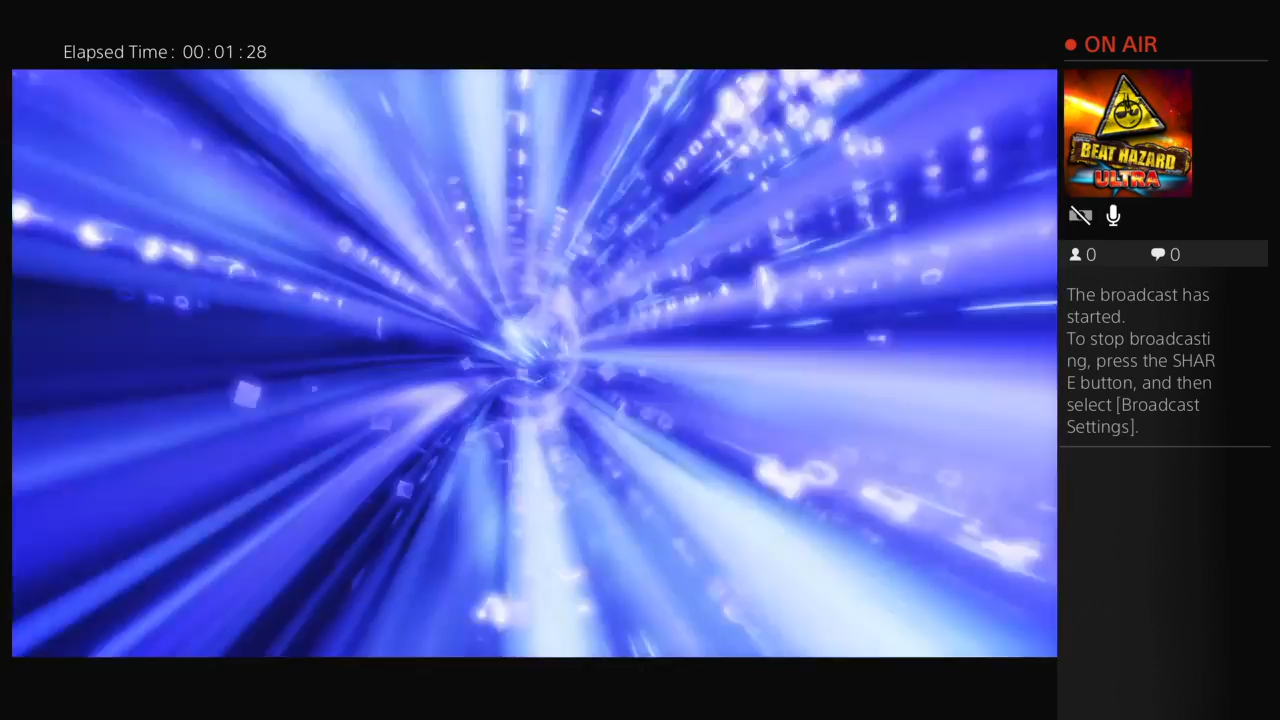 Elapsed Time: 00:01:28
ON AIR
BEAT HAZARD
ULTRA
0
0
The broadcast has
started.
To stop broadcasti
ng, press the SHAR
E button, and then
select [Broadcast
Settings].